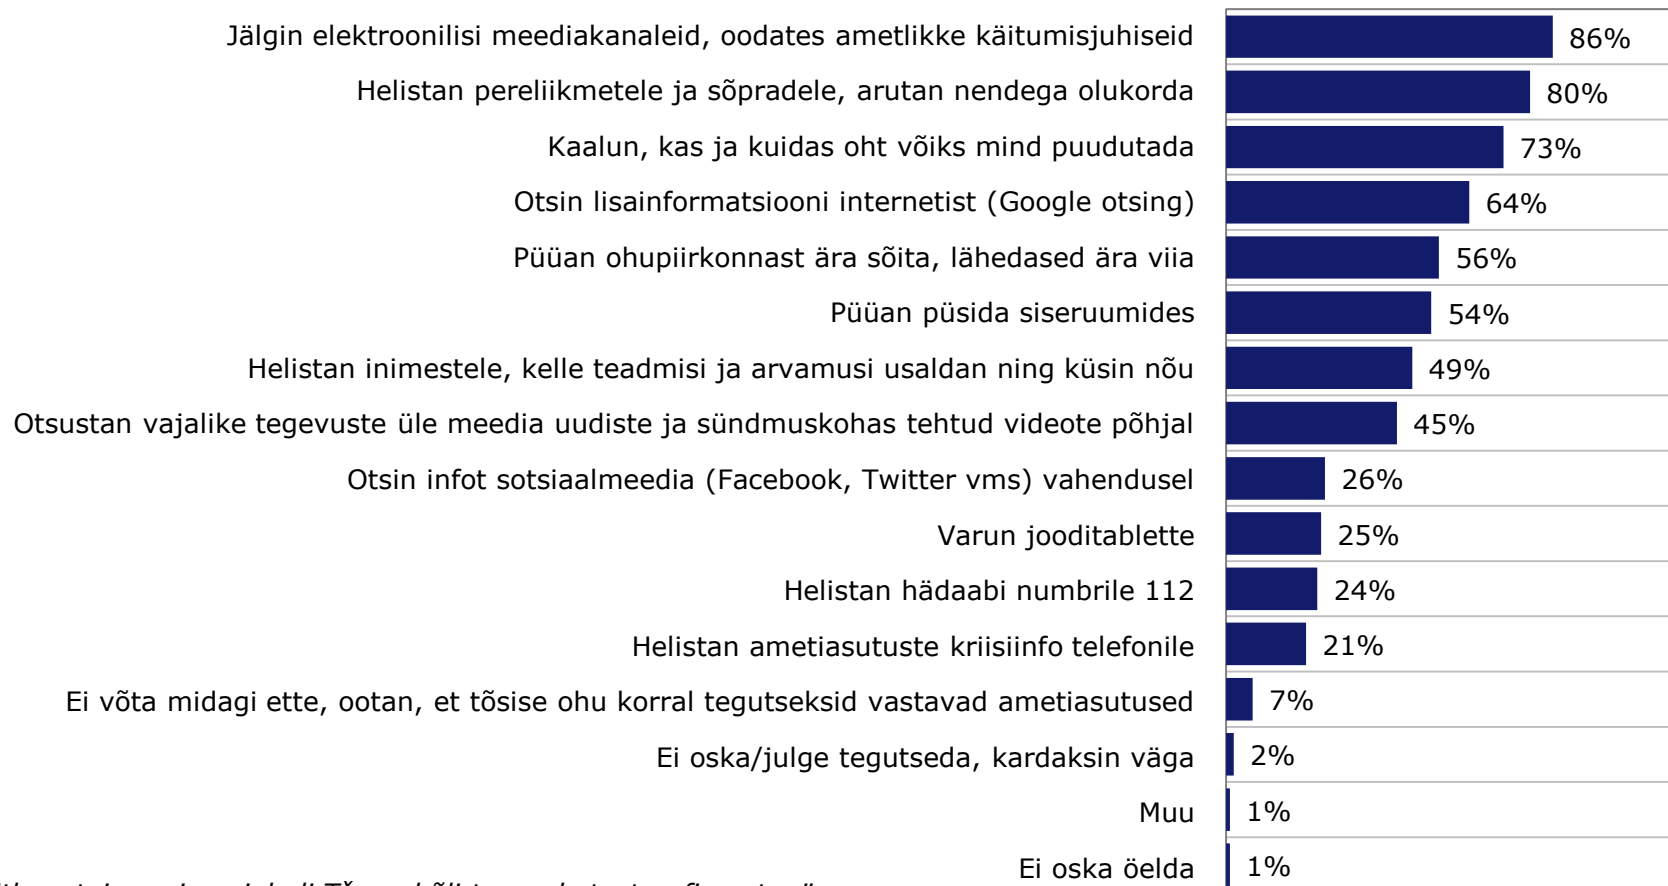 Jälgin elektroonilisi meediakanaleid, oodates ametlikke käitumisjuhiseid 86%
Helistan pereliikmetele ja sõpradele, arutan nendega olukorda 80%
Kaalun, kas ja kuidas oht võiks mind puudutada 73%
Otsin lisainformatsiooni internetist (Google otsing) 64%
Püüan ohupiirkonnast ära sõita, lähedased ära viia 56%
Püüan püsida siseruumides 54%
Helistan inimestele, kelle teadmisi ja arvamusi usaldan ning küsin nõu 49%
Otsustan vajalike tegevuste üle meedia uudiste ja sündmuskohas tehtud videote põhjal 45%
Otsin infot sotsiaalmeedia (Facebook, Twitter vms) vahendusel 26%
Varun jooditablette 25%
Helistan hädaabi numbrile 112 24%
Helistan ametiasutuste kriisiinfo telefonile 21%
Ei võta midagi ette, ootan, et tõsise ohu korral tegutseksid vastavad ametiasutused 7%
Ei oska/julge tegutseda, kardaksin väga 2%
Muu 1%
Ei oska öelda 1%